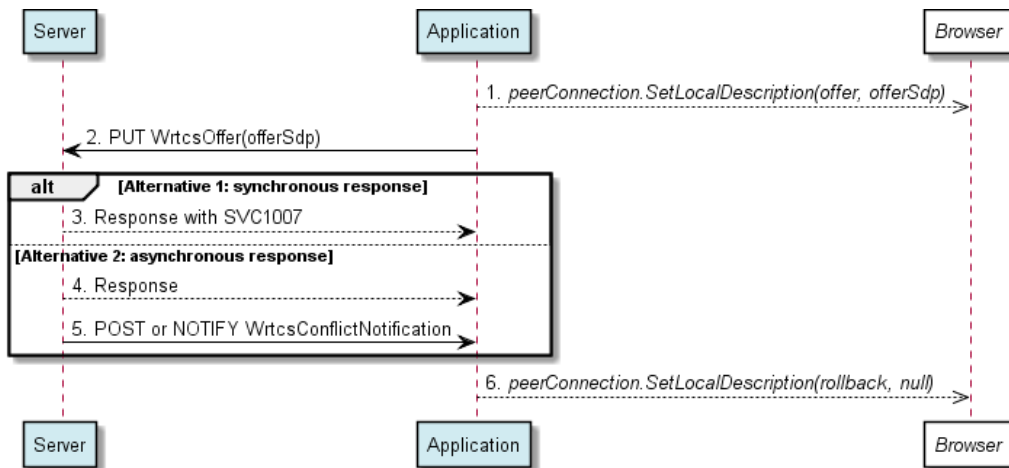 Server
Application
Browser
1. peerConnection.SetLocalDescription(offer, offerSdp)
2. PUT WrtcsOffer(offerSdp)
alt
[Alternative 1: synchronous response]
3. Response with SVC1007
[Alternative 2: asynchronous response]
4. Response
5. POST or NOTIFY WrtcsConflictNotification
6. peerConnection.SetLocalDescription(rollback, null)
Server
Application
Browser